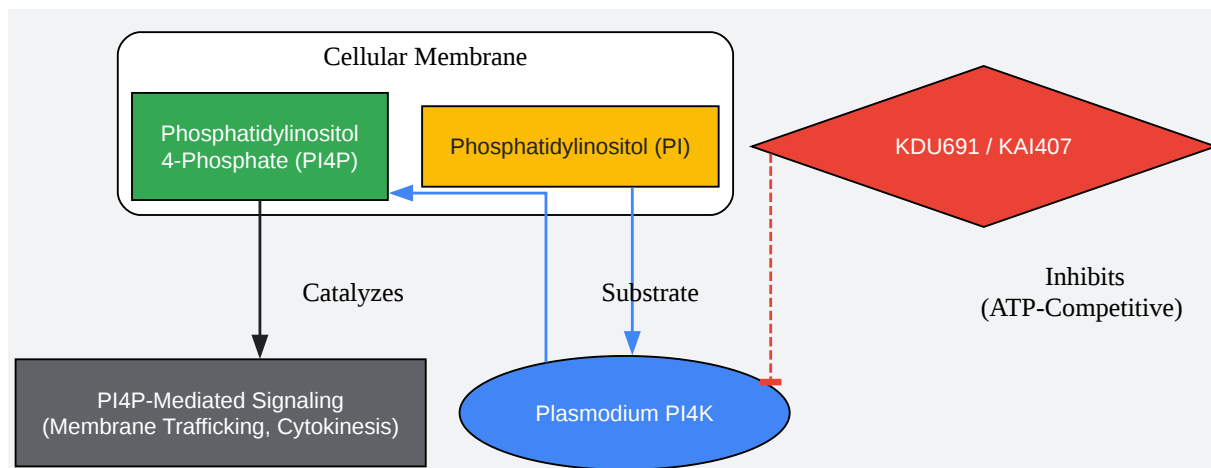 Cellular Membrane
Phosphatidylinositol
4-Phosphate (PI4P)
Phosphatidylinositol (PI)
KDU691 / KAI407
Catalyzes
Substrate
Inhibits
(ATP-Competitive)
PI4P-Mediated Signaling
(Membrane Trafficking, Cytokinesis)
Plasmodium PI4K